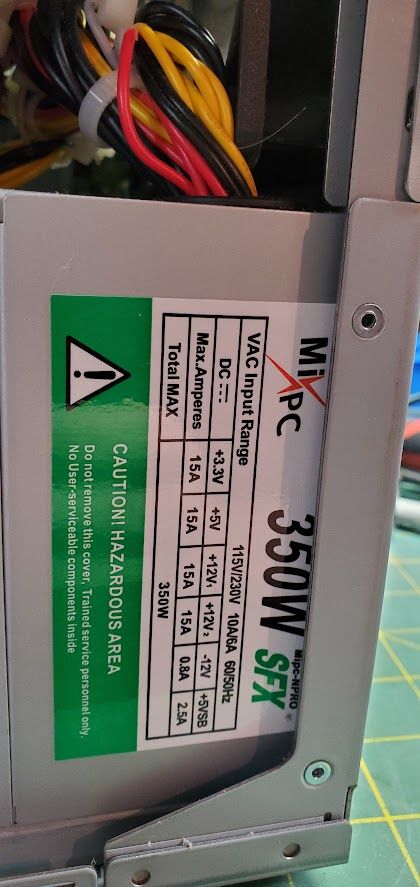 MiPC 350W Mipc-NPRO SFX
VAC Input Range 115V/230V 10A/6A 60/50Hz
DC +3.3V +5V +12V₁ +12V₂ -12V +5VSB
Max.Amperes 15A 15A 15A 15A 0.8A 2.5A
Total MAX 350W
CAUTION! HAZARDOUS AREA
Do not remove this cover, Trained service personnel only.
No User-serviceable components inside